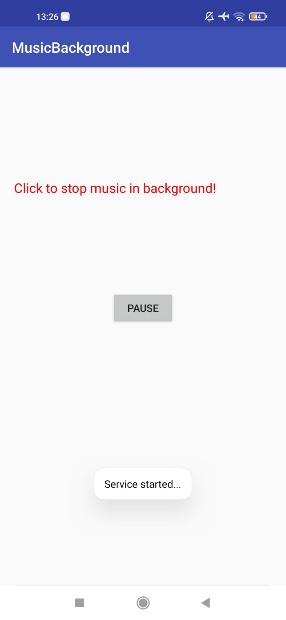 13:26
MusicBackground
Click to stop music in background!
PAUSE
Service started...